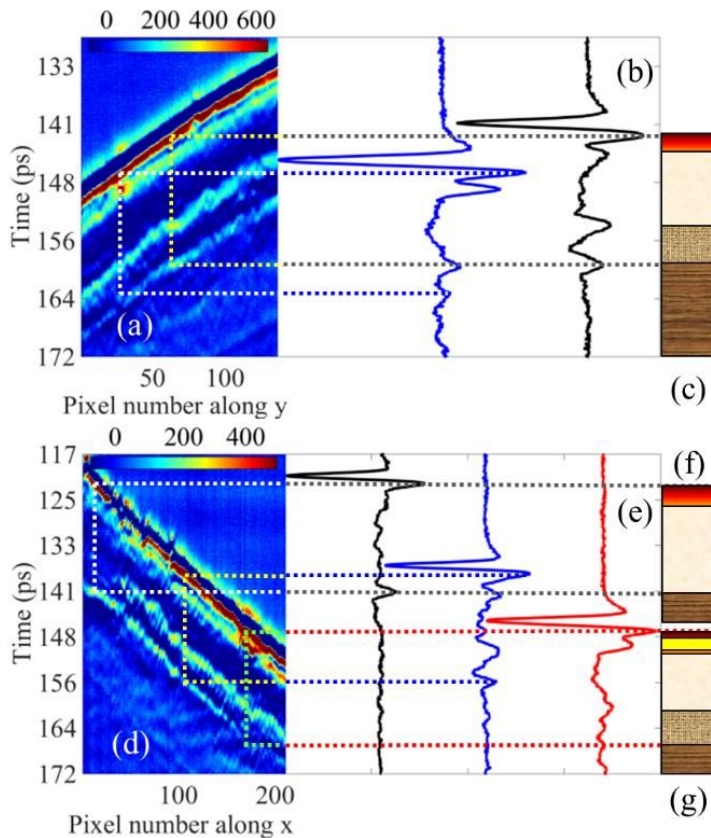 0 200 400 600
133
141
148
156
164
172
Time (ps)
(a)
(b)
50 100
Pixel number along y
(c)
0 200 400
117
125
133
141
148
156
164
172
Time (ps)
(d)
(e)
(f)
100 200
Pixel number along x
(g)